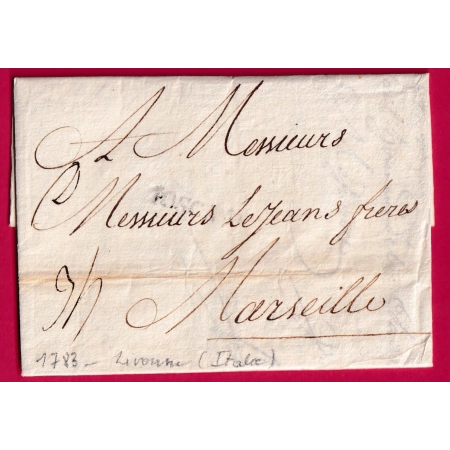 A Messieurs
Messieurs LeJeans freres
Marseille
1783 - Livourne (Italie)